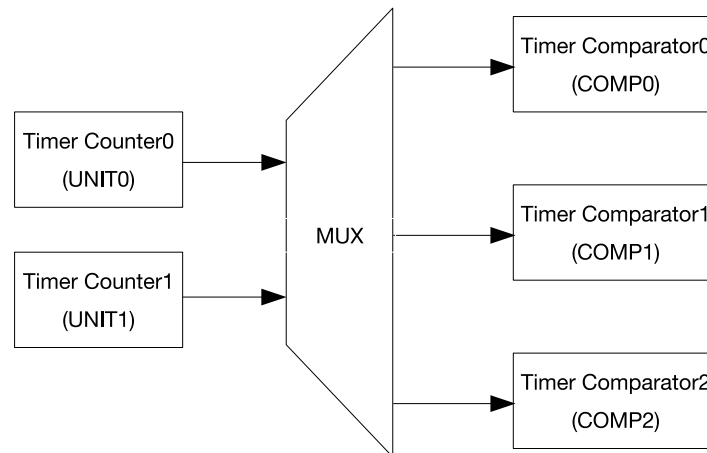 Timer Counter0
(UNIT0)
Timer Counter1
(UNIT1)
MUX
Timer Comparator0
(COMP0)
Timer Comparator1
(COMP1)
Timer Comparator2
(COMP2)